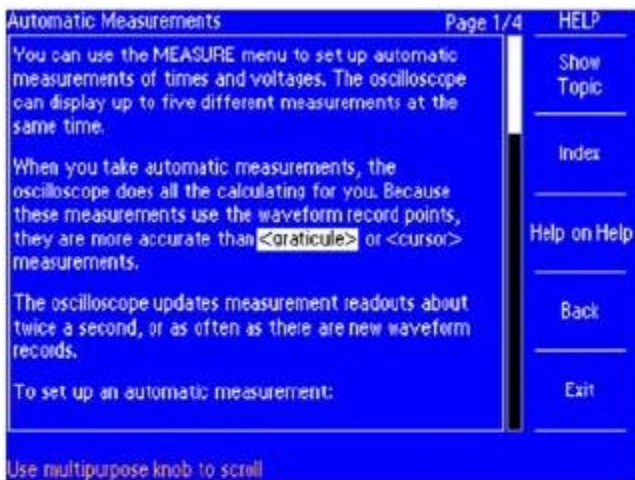 Automatic Measurements Page 1/4 HELP
You can use the MEASURE menu to set up automatic
measurements of times and voltages. The oscilloscope
can display up to five different measurements at the
same time.
When you take automatic measurements, the
oscilloscope does all the calculating for you. Because
these measurements use the waveform record points,
they are more accurate than <graticule> or <cursor>
measurements.
The oscilloscope updates measurement readouts about
twice a second, or as often as there are new waveform
records.
To set up an automatic measurement:
Use multipurpose knob to scroll
Show
Topic
Index
Help on Help
Back
Exit